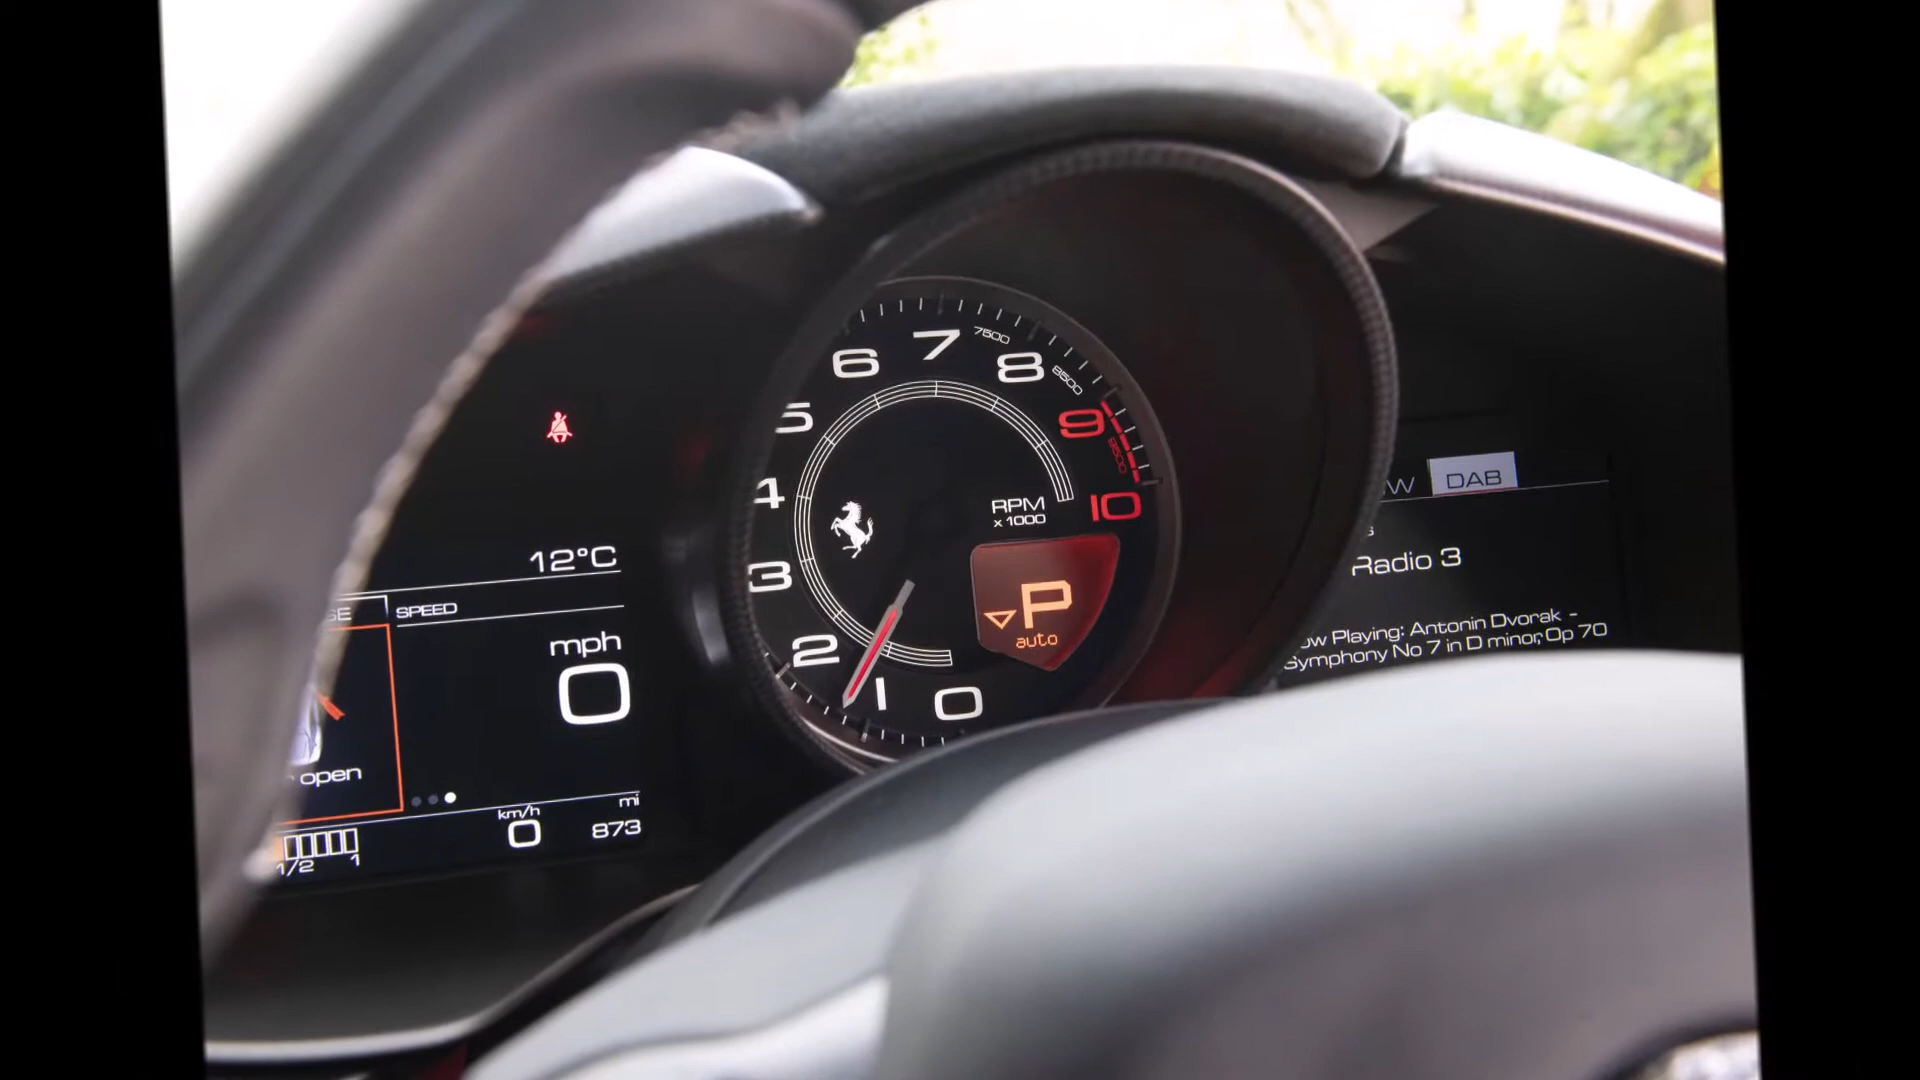 12°C
SPEED
mph
0
open
km/h
0
mi
873
1/2
1
7
7500
6
8
8500
5
9
9500
4
RPM
x 1000
10
3
P
auto
2
1
0
DAB
Radio 3
Playing: Antonin Dvorak -
Symphony No 7 in D minor, Op 70